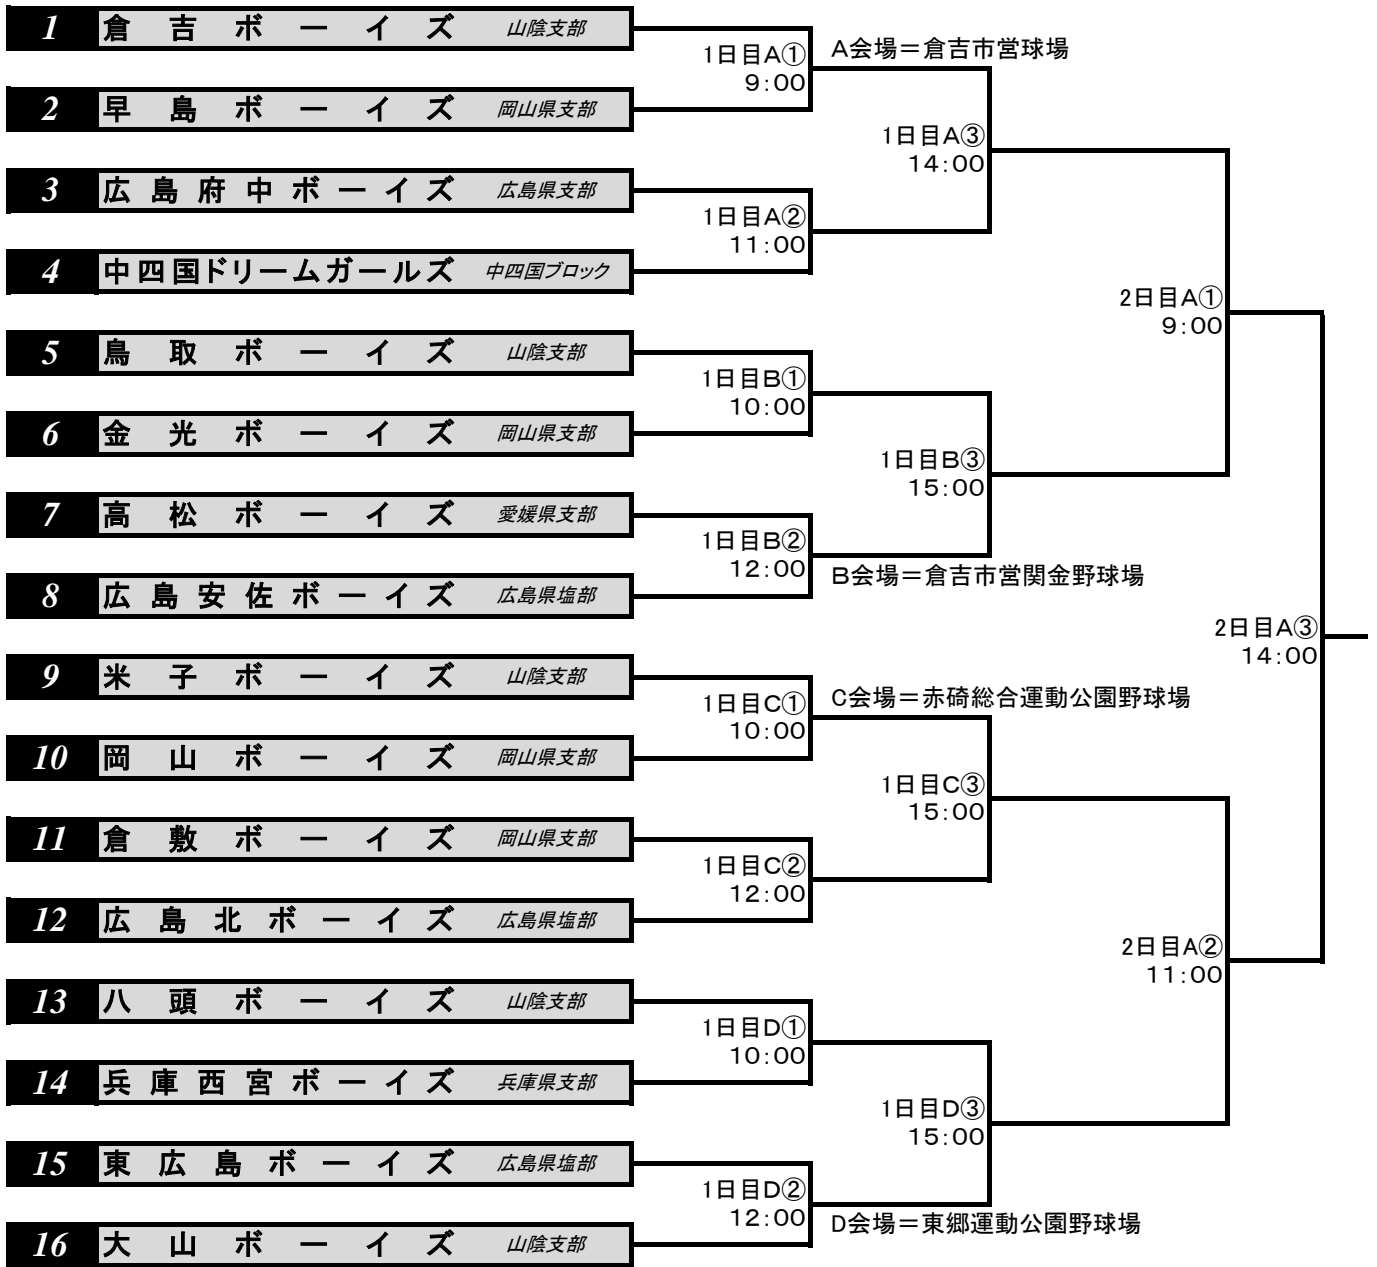 1 倉吉ボーイズ 山陰支部
1日目A① A会場＝倉吉市営球場
9:00
2 早島ボーイズ 岡山県支部
1日目A③
14:00
3 広島府中ボーイズ 広島県支部
1日目A②
11:00
4 中四国ドリームガールズ 中四国ブロック
2日目A①
9:00
5 鳥取ボーイズ 山陰支部
1日目B①
10:00
6 金光ボーイズ 岡山県支部
1日目B③
15:00
7 高松ボーイズ 愛媛県支部
1日目B②
12:00
B会場＝倉吉市営関金野球場
8 広島安佐ボーイズ 広島県塩部
2日目A③
14:00
9 米子ボーイズ 山陰支部
1日目C① C会場＝赤碕総合運動公園野球場
10:00
10 岡山ボーイズ 岡山県支部
1日目C③
15:00
11 倉敷ボーイズ 岡山県支部
1日目C②
12:00
12 広島北ボーイズ 広島県塩部
2日目A②
11:00
13 八頭ボーイズ 山陰支部
1日目D①
10:00
14 兵庫西宮ボーイズ 兵庫県支部
1日目D③
15:00
15 東広島ボーイズ 広島県塩部
1日目D②
12:00
D会場＝東郷運動公園野球場
16 大山ボーイズ 山陰支部